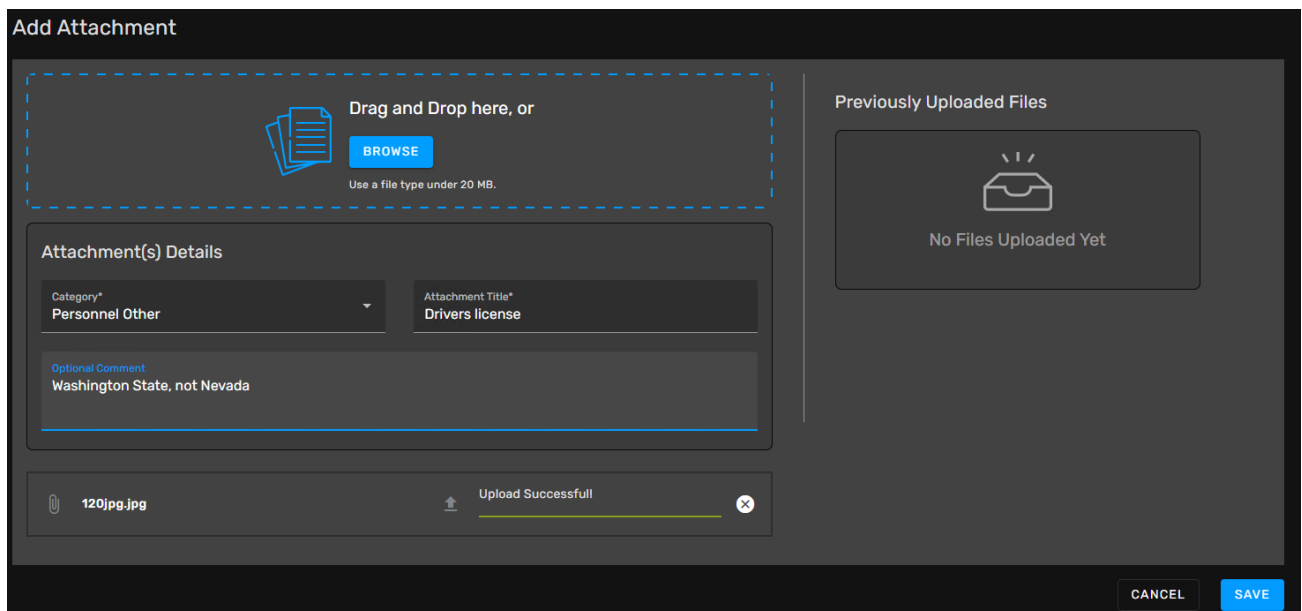 Add Attachment
Drag and Drop here, or
BROWSE
Use a file type under 20 MB.
Attachment(s) Details
Category*
Personnel Other
Attachment Title*
Drivers license
Optional Comment
Washington State, not Nevada
120jpg.jpg
Upload Successfull
Previously Uploaded Files
No Files Uploaded Yet
CANCEL
SAVE